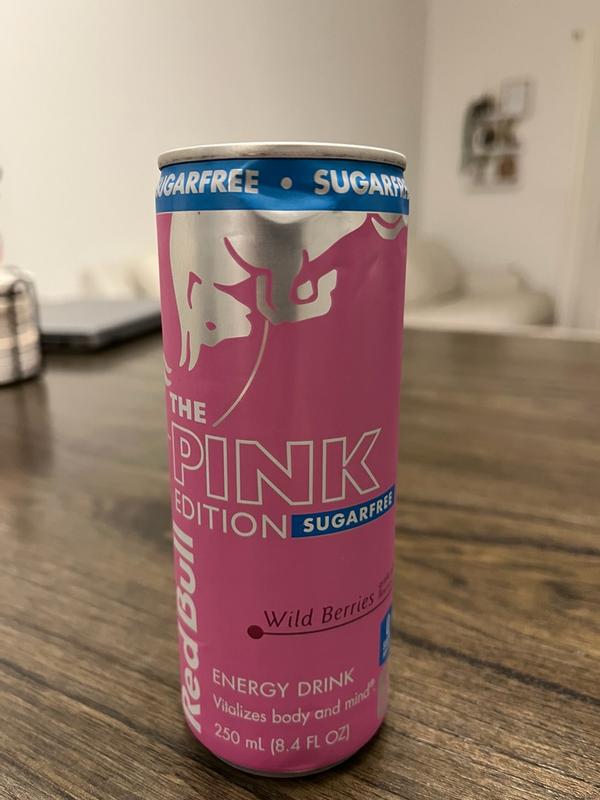 UGARFREE • SUGARFR
THE
PINK
EDITION SUGARFREE
Red Bull
Wild Berries
ENERGY DRINK
Vitalizes body and mind®
250 mL (8.4 FL OZ)